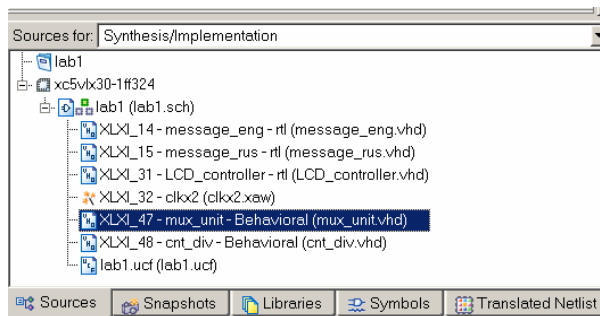 Sources for: Synthesis/Implementation
lab1
xc5vlx30-1ff324
lab1 (lab1.sch)
XLXI_14 - message_eng - rtl (message_eng.vhd)
XLXI_15 - message_rus - rtl (message_rus.vhd)
XLXI_31 - LCD_controller - rtl (LCD_controller.vhd)
XLXI_32 - clkx2 (clkx2.xaw)
XLXI_47 - mux_unit - Behavioral (mux_unit.vhd)
XLXI_48 - cnt_div - Behavioral (cnt_div.vhd)
lab1.ucf (lab1.ucf)
Sources Snapshots Libraries Symbols Translated Netlist